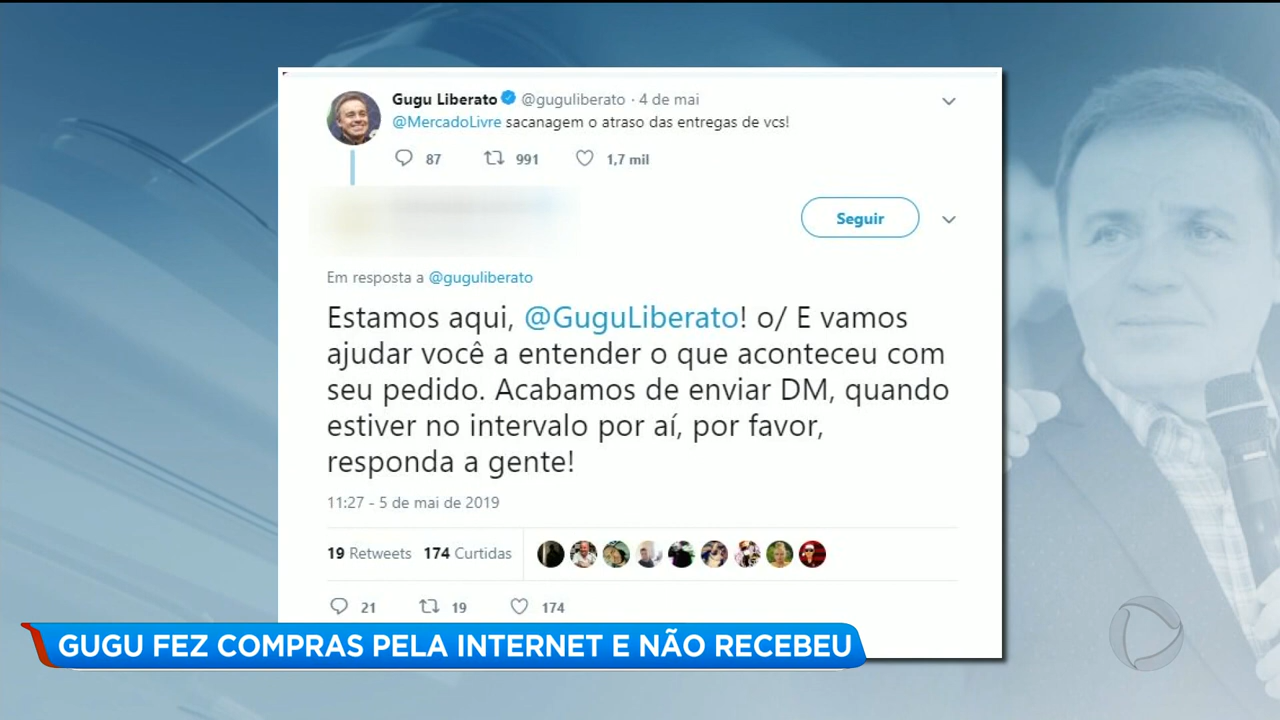 Gugu Liberato @guguliberato · 4 de mai
@MercadoLivre sacanagem o atraso das entregas de vcs!
87 991 1,7 mil
Seguir
Em resposta a @guguliberato
Estamos aqui, @GuguLiberato! o/ E vamos
ajudar você a entender o que aconteceu com
seu pedido. Acabamos de enviar DM, quando
estiver no intervalo por aí, por favor,
responda a gente!
11:27 - 5 de mai de 2019
19 Retweets 174 Curtidas
21 19 174
GUGU FEZ COMPRAS PELA INTERNET E NÃO RECEBEU